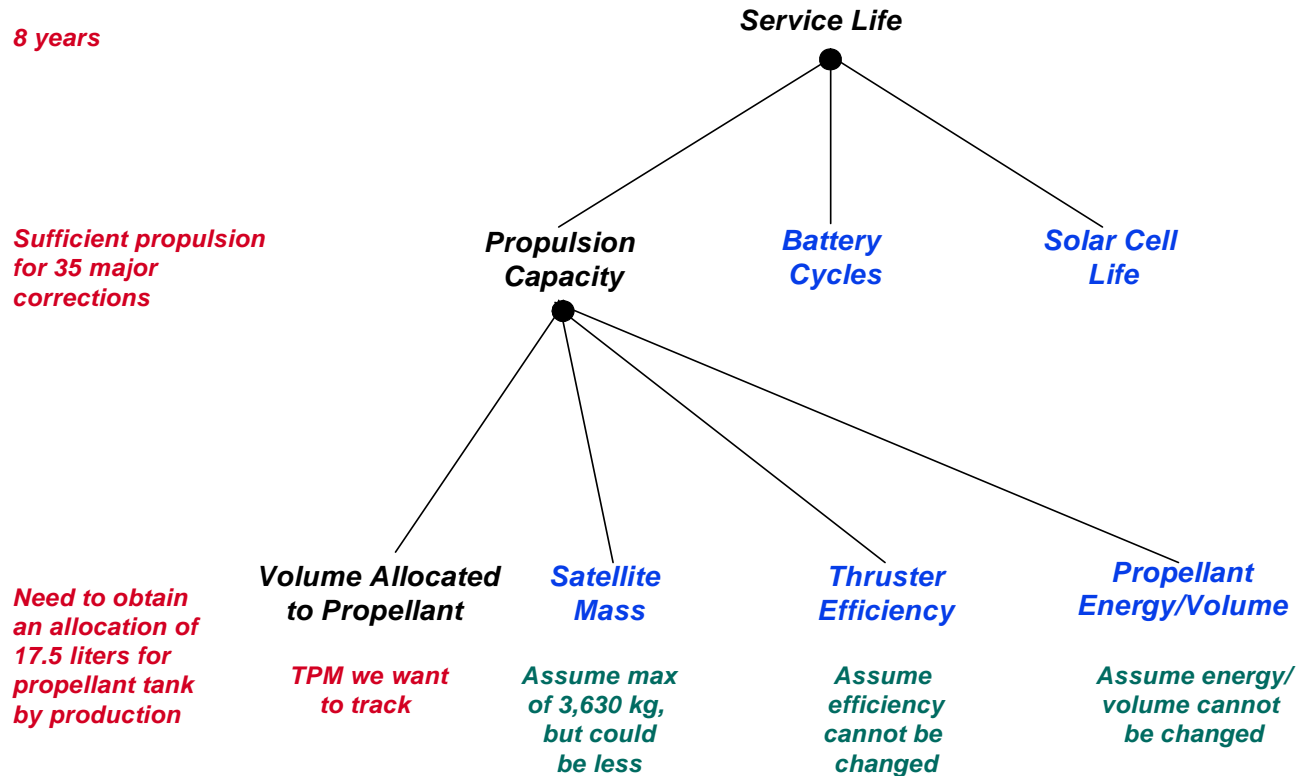 Service Life
8 years
Sufficient propulsion
for 35 major
corrections
Propulsion
Capacity
Battery
Cycles
Solar Cell
Life
Need to obtain
an allocation of
17.5 liters for
propellant tank
by production
Volume Allocated
to Propellant
TPM we want
to track
Satellite
Mass
Assume max
of 3,630 kg,
but could
be less
Thruster
Efficiency
Assume
efficiency
cannot be
changed
Propellant
Energy/Volume
Assume energy/
volume cannot
be changed